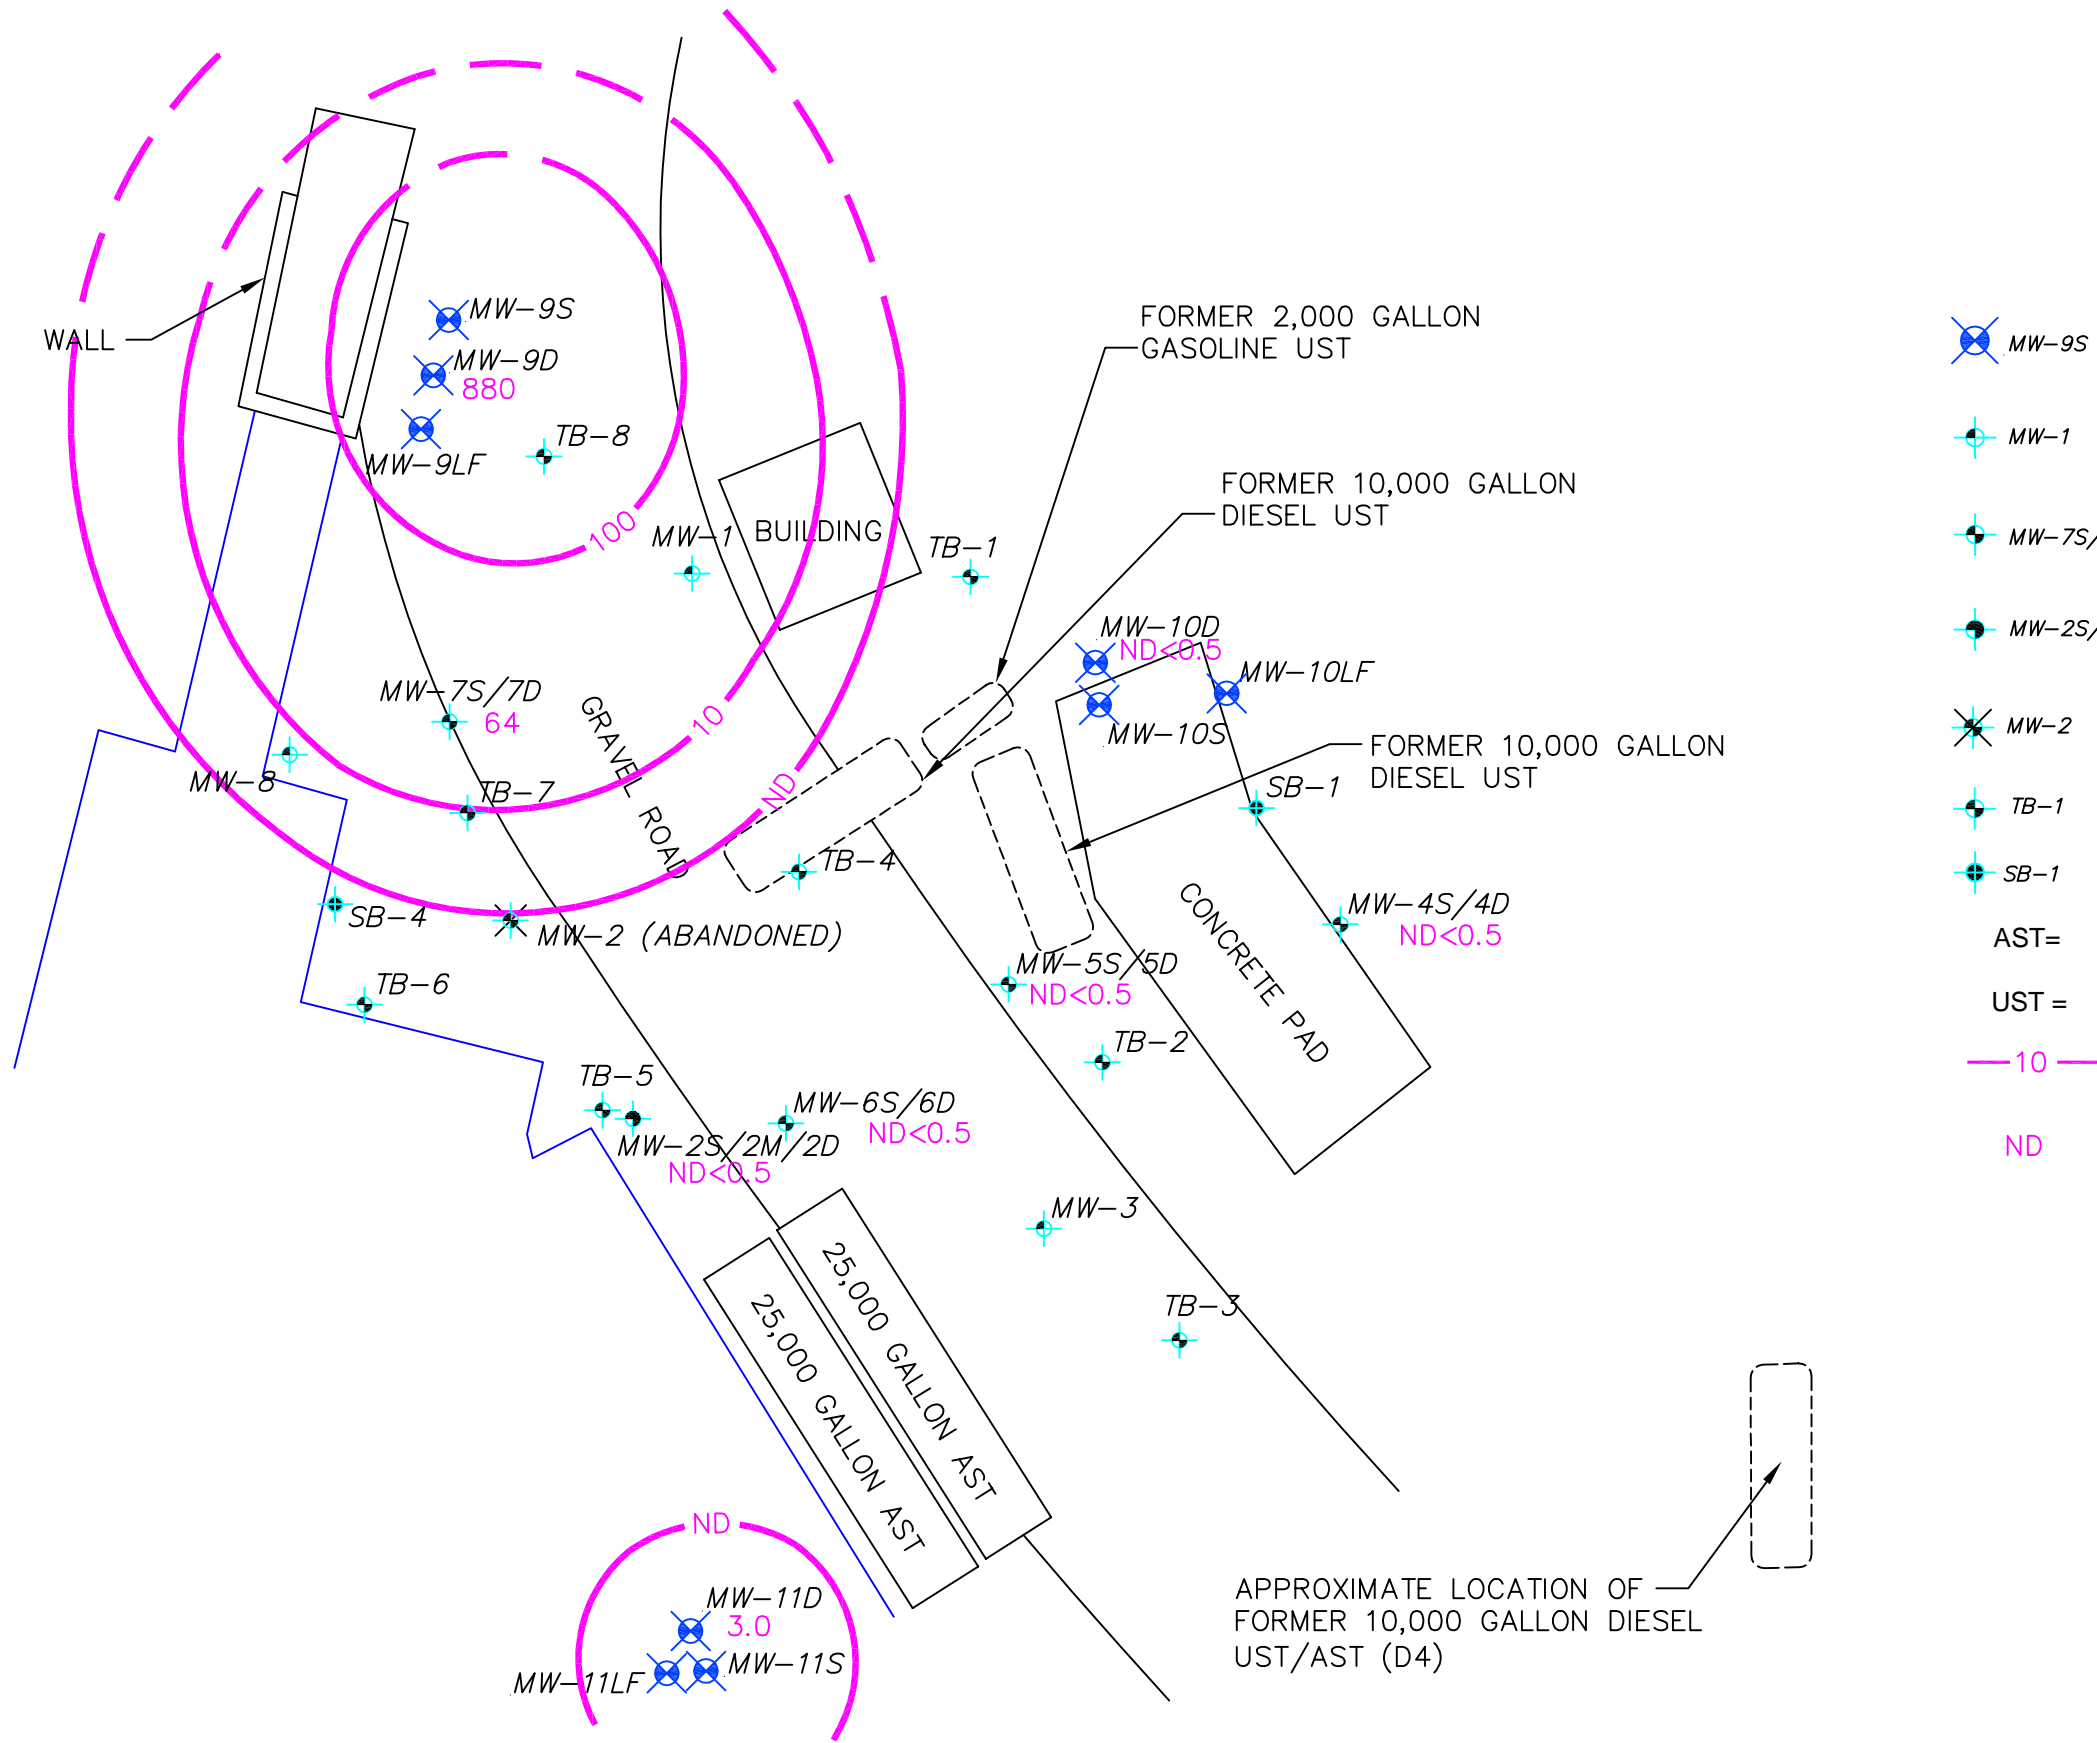 FORMER 2,000 GALLON
GASOLINE UST
WALL
MW-9S
MW-9D
880
MW-9LF
TB-8
FORMER 10,000 GALLON
DIESEL UST
100
MW-1
BUILDING
TB-1
MW-10D
ND<0.5
MW-10LF
MW-10S
MW-7S/7D
64
GRAVEL ROAD
10
MW-8
TB-7
ND
FORMER 10,000 GALLON
DIESEL UST
SB-1
TB-4
SB-4
MW-2 (ABANDONED)
CONCRETE PAD
MW-4S/4D
ND<0.5
MW-5S/5D
ND<0.5
TB-6
TB-2
TB-5
MW-6S/6D
ND<0.5
MW-2S/2M/2D
ND<0.5
MW-3
TB-3
25,000 GALLON AST
25,000 GALLON AST
ND
MW-11D
3.0
MW-11S
MW-11LF
APPROXIMATE LOCATION OF
FORMER 10,000 GALLON DIESEL
UST/AST (D4)
MW-9S
MW-1
MW-7S/
MW-2S/
MW-2
TB-1
SB-1
AST=
UST =
10
ND